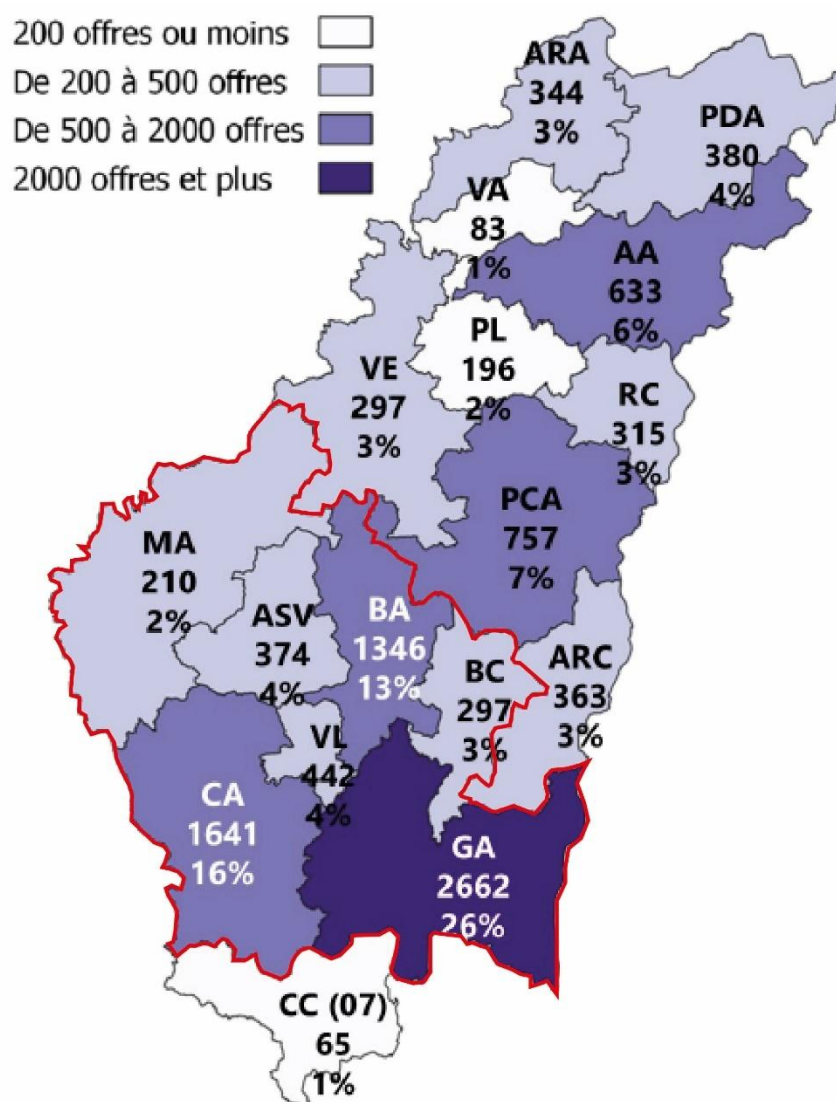 200 offres ou moins
De 200 à 500 offres
De 500 à 2000 offres
2000 offres et plus
ARA
344
3%
PDA
380
4%
VA
83
1%
AA
633
6%
PL
196
2%
VE
297
3%
RC
315
3%
PCA
757
7%
MA
210
2%
ASV
374
4%
BA
1346
13%
BC
297
3%
ARC
363
3%
VL
442
4%
CA
1641
16%
GA
2662
26%
CC (07)
65
1%